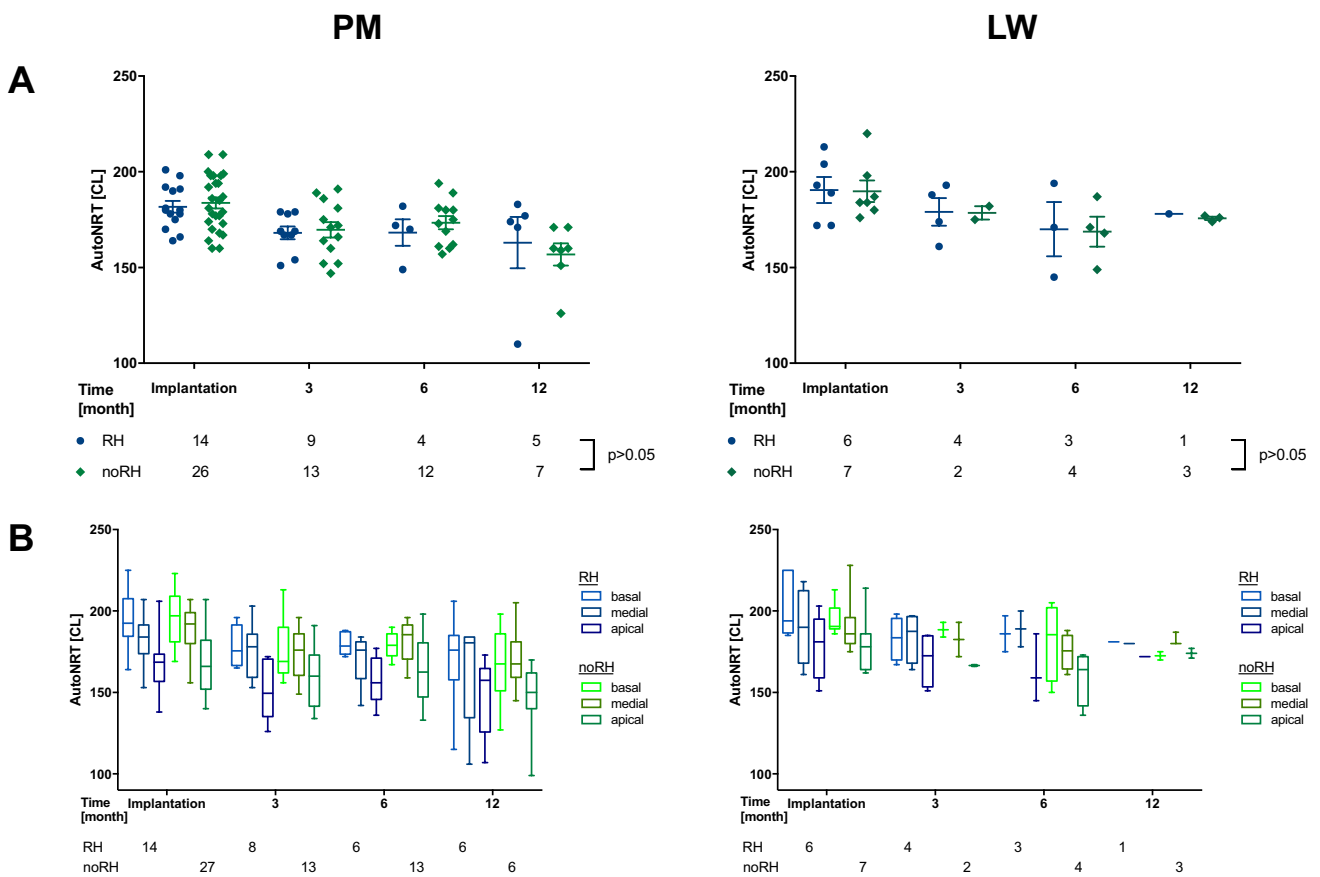 PM
LW
A
250
200
150
100
AutoNRT [CL]
Time [month]
Implantation 3 6 12
RH 14 9 4 5
noRH 26 13 12 7
p>0.05
250
200
150
100
AutoNRT [CL]
Time [month]
Implantation 3 6 12
RH 6 4 3 1
noRH 7 2 4 3
p>0.05
B
250
200
150
100
AutoNRT [CL]
RH
basal
medial
apical
noRH
basal
medial
apical
Time [month]
Implantation 3 6 12
RH 14 8 6 6
noRH 27 13 13 6
250
200
150
100
AutoNRT [CL]
RH
basal
medial
apical
noRH
basal
medial
apical
Time [month]
Implantation 3 6 12
RH 6 4 3 1
noRH 7 2 4 3